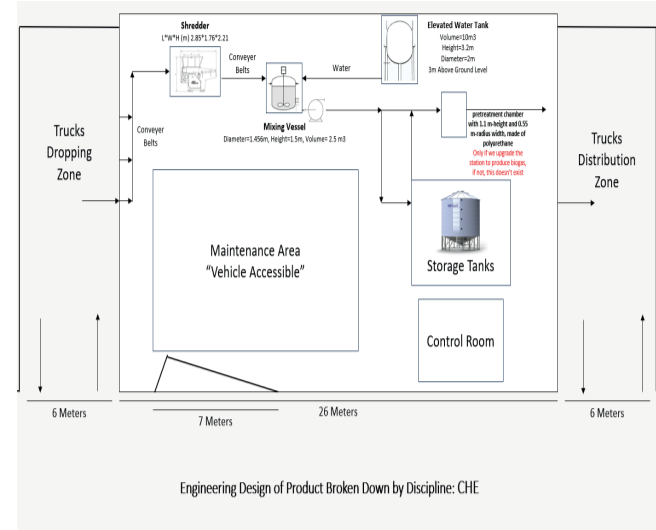 Shredder
L*W*H (m) 2.85*1.76*2.21
Conveyer
Belts
Water
Elevated Water Tank
Volume=10m3
Height=3.2m
Diameter=2m
3m Above Ground Level
Mixing Vessel
Diameter=1.456m, Height=1.5m, Volume= 2.5 m3
Trucks
Dropping
Zone
Conveyer
Belts
pretreatment chamber
with 1.1 m-height and 0.55
m-radius width, made of
polyurethane
Only if we upgrade the
station to produce biogas,
if not, this doesn't exist
Trucks
Distribution
Zone
Maintenance Area
"Vehicle Accessible"
Storage Tanks
Control Room
6 Meters
7 Meters
26 Meters
6 Meters
Engineering Design of Product Broken Down by Discipline: CHE